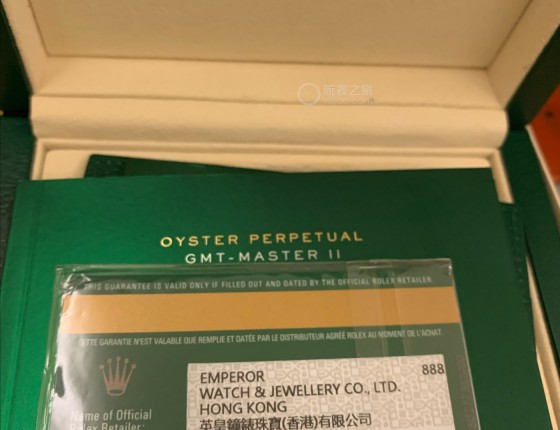 OYSTER PERPETUAL
GMT-MASTER II
THIS GUARANTEE IS VALID ONLY IF FILLED OUT AND DATED BY THE OFFICIAL ROLEX RETAILER
CETTE GARANTIE N'EST VALABLE QUE REMPLIE ET DATÉE PAR LE DISTRIBUTEUR AGRÉÉ ROLEX AU MOMENT DE L'ACHAT.
EMPEROR 888
WATCH & JEWELLERY CO., LTD.
HONG KONG
英皇鐘錶珠寶(香港)有限公司
Name of Official
Rolex Retailer: